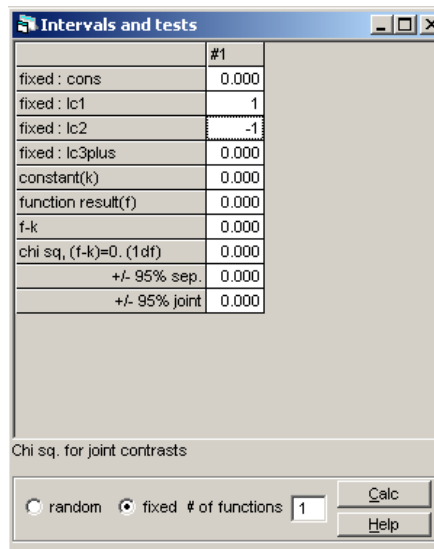 Intervals and tests
#1
fixed : cons 0.000
fixed : lc1 1
fixed : lc2 -1
fixed : lc3plus 0.000
constant(k) 0.000
function result(f) 0.000
f-k 0.000
chi sq, (f-k)=0. (1df) 0.000
+/- 95% sep. 0.000
+/- 95% joint 0.000
Chi sq. for joint contrasts
random fixed # of functions 1
Calc
Help